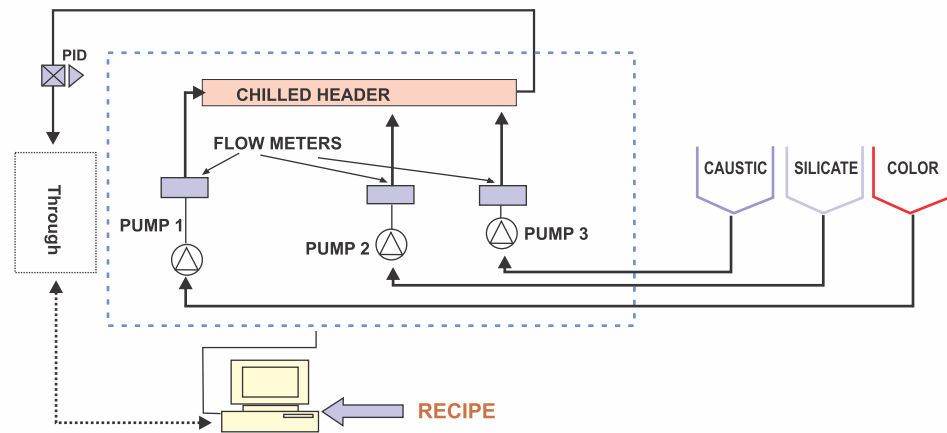 PID
CHILLED HEADER
FLOW METERS
CAUSTIC
SILICATE
COLOR
Through
PUMP 1
PUMP 2
PUMP 3
RECIPE